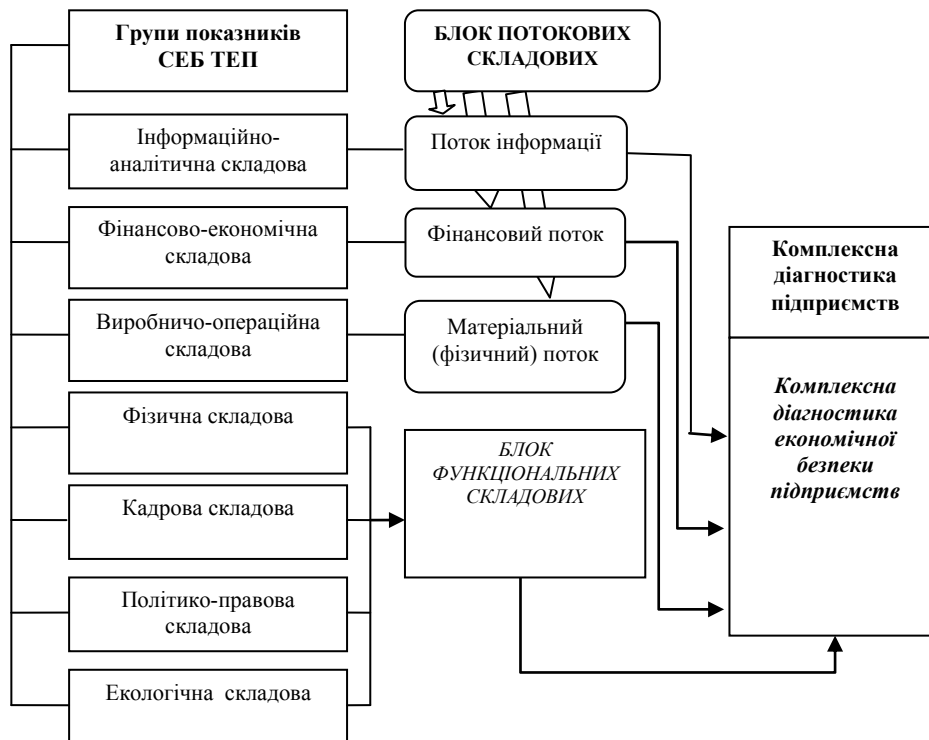 Групи показників
СЕБ ТЕП
БЛОК ПОТОКОВИХ
СКЛАДОВИХ
Інформаційно-
аналітична складова
Поток інформації
Фінансово-економічна
складова
Фінансовий поток
Виробничо-операційна
складова
Матеріальний
(фізичний) поток
Фізична складова
Кадрова складова
Політико-правова
складова
Екологічна складова
БЛОК
ФУНКЦІОНАЛЬНИХ
СКЛАДОВИХ
Комплексна
діагностика
підприємств
Комплексна
діагностика
економічної
безпеки
підприємств